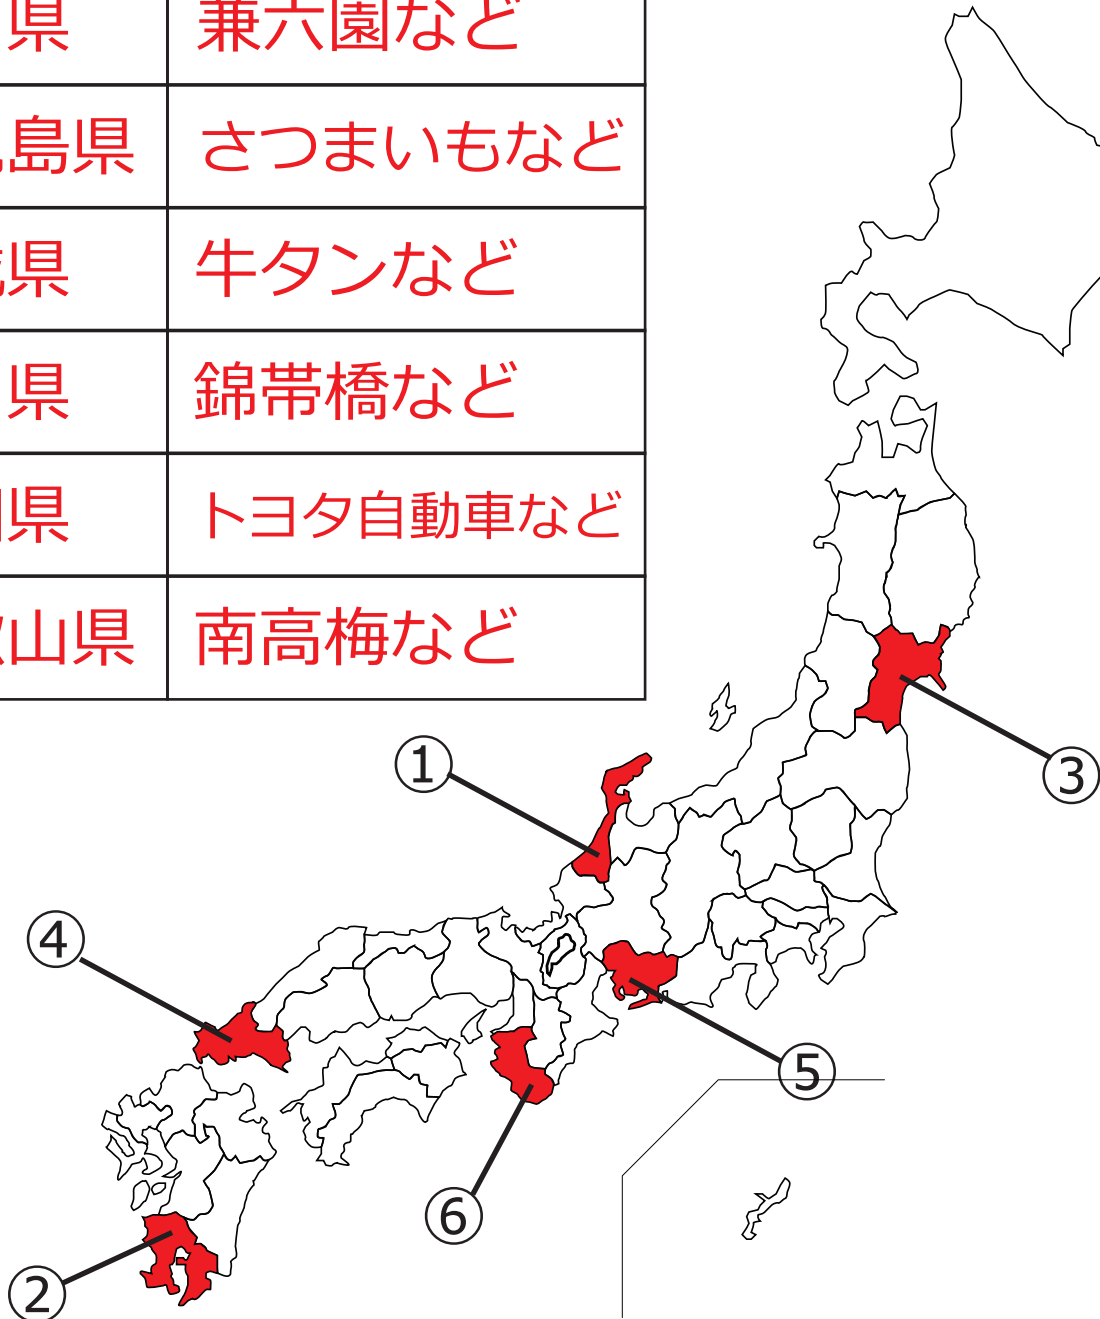 県 兼六園など
島県 さつまいもなど
県 牛タンなど
県 錦帯橋など
県 トヨタ自動車など
山県 南高梅など
①
③
④
⑤
⑥
②